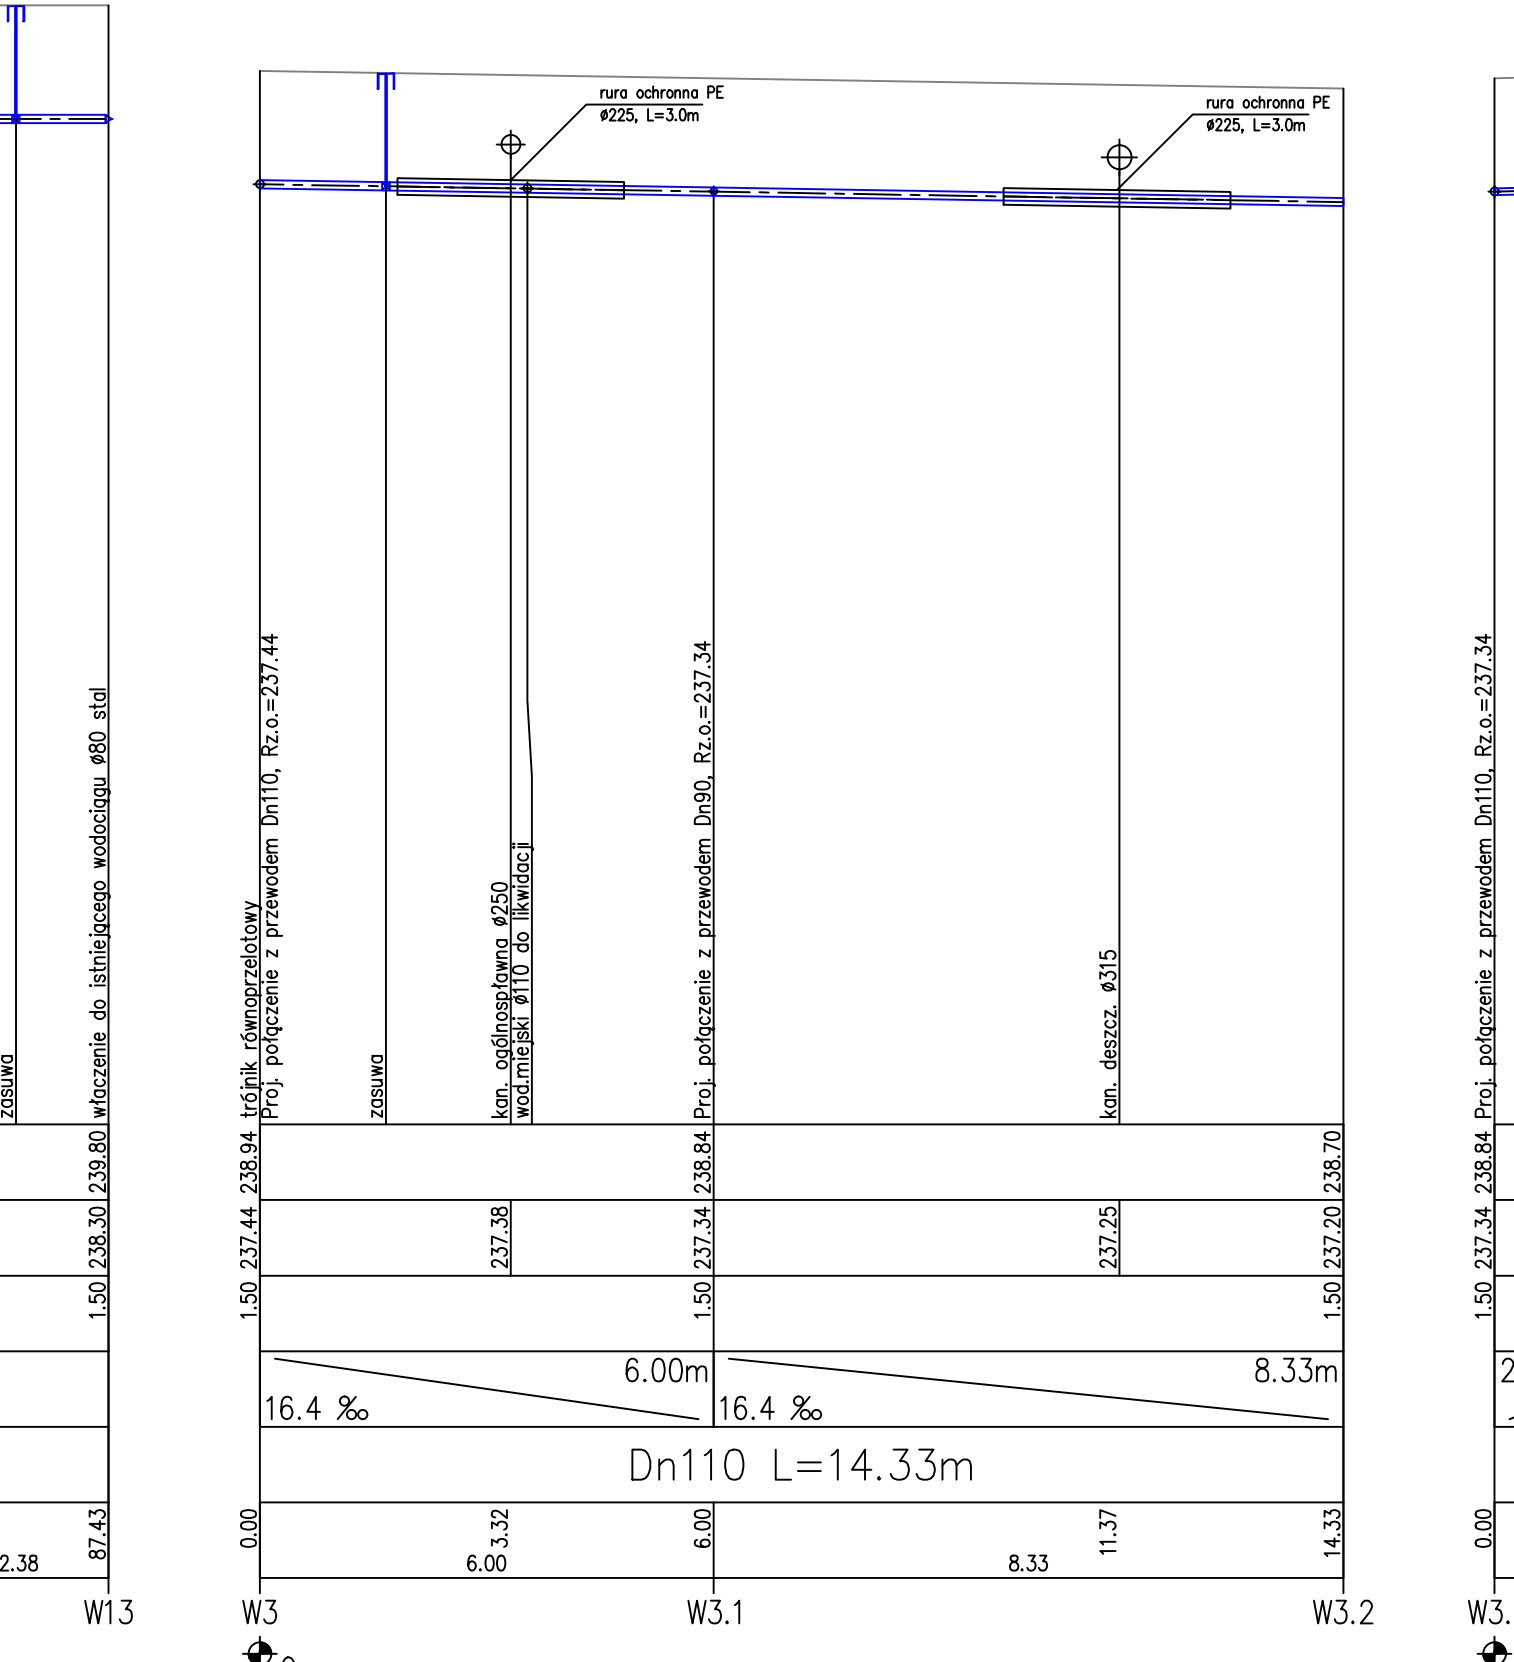 rura ochronna PE
ø225, L=3.0m
rura ochronna PE
ø225, L=3.0m
zasuwa
włączenie do istniejącego wodociągu ø80 stal
trójnik równoprzelotowy
Proj. połączenie z przewodem Dn110, Rz.o.=237.44
zasuwa
kan. ogólnospławna ø250
wod.miejski ø110 do likwidacji
Proj. połączenie z przewodem Dn90, Rz.o.=237.34
kan. deszcz. ø315
Proj. połączenie z przewodem Dn110, Rz.o.=237.34
239.80
238.94
238.84
238.70
238.84
238.30
237.44
237.38
237.34
237.25
237.20
237.34
1.50
1.50
1.50
1.50
1.50
6.00m
8.33m
16.4 ‰
16.4 ‰
Dn110 L=14.33m
87.43
0.00
3.32
6.00
11.37
14.33
0.00
2.38
6.00
8.33
W13
W3
W3.1
W3.2
W3.